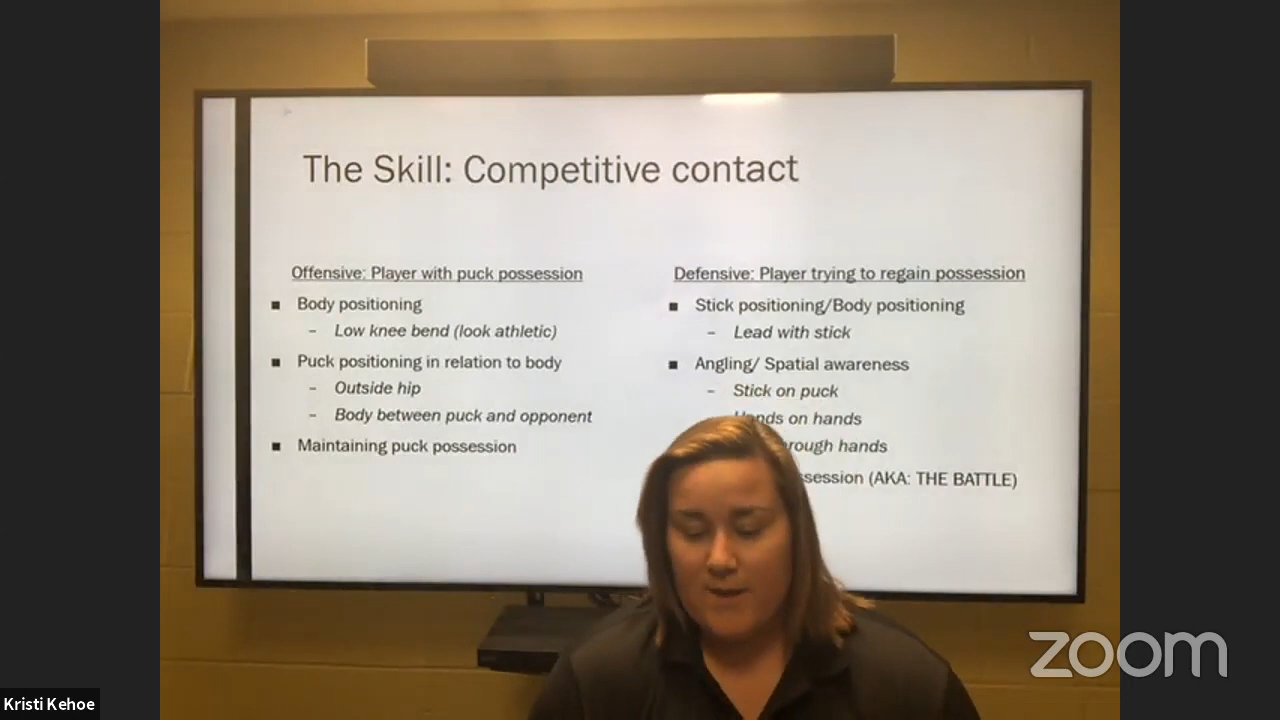 The Skill: Competitive contact
Offensive: Player with puck possession
■ Body positioning
– Low knee bend (look athletic)
■ Puck positioning in relation to body
– Outside hip
– Body between puck and opponent
■ Maintaining puck possession
Defensive: Player trying to regain possession
■ Stick positioning/Body positioning
– Lead with stick
■ Angling/ Spatial awareness
– Stick on puck
Hands on hands
hands
(AKA: THE BATTLE)
zoom
Kristi Kehoe